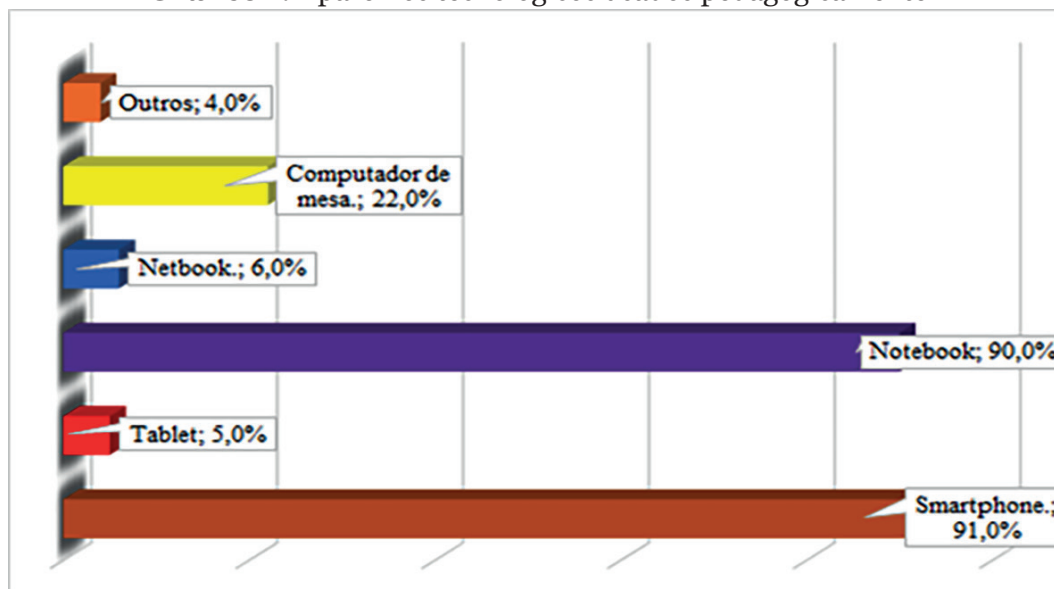 Outros; 4,0%
Computador de
mesa.; 22,0%
Netbook.; 6,0%
Notebook; 90,0%
Tablet; 5,0%
Smartphone.;
91,0%